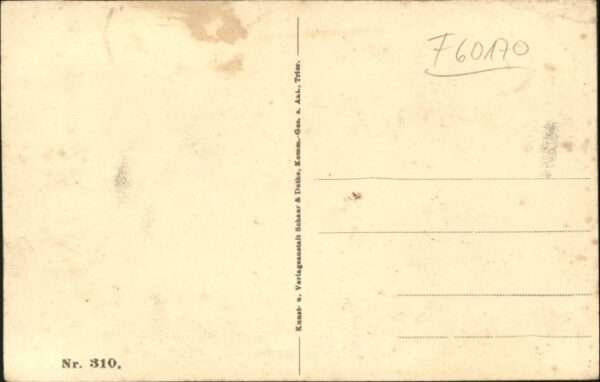 F60170
Kunst- u. Verlagsanstalt Schaar & Dathe, Komm.-Ges. a. Akt., Trier.
Nr. 310.